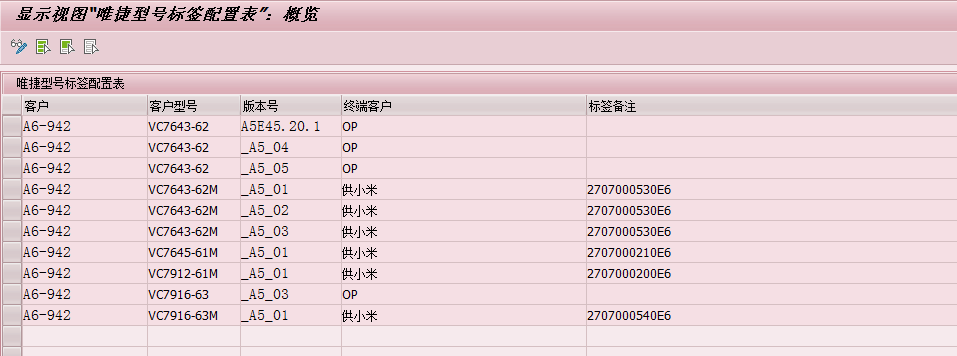 显示视图"唯捷型号标签配置表": 概览
唯捷型号标签配置表
客户 客户型号 版本号 终端客户 标签备注
A6-942 VC7643-62 A5E45.20.1 OP
A6-942 VC7643-62 _A5_04 OP
A6-942 VC7643-62 _A5_05 OP
A6-942 VC7643-62M _A5_01 供小米 2707000530E6
A6-942 VC7643-62M _A5_02 供小米 2707000530E6
A6-942 VC7643-62M _A5_03 供小米 2707000530E6
A6-942 VC7645-61M _A5_01 供小米 2707000210E6
A6-942 VC7912-61M _A5_01 供小米 2707000200E6
A6-942 VC7916-63 _A5_03 OP
A6-942 VC7916-63M _A5_01 供小米 2707000540E6